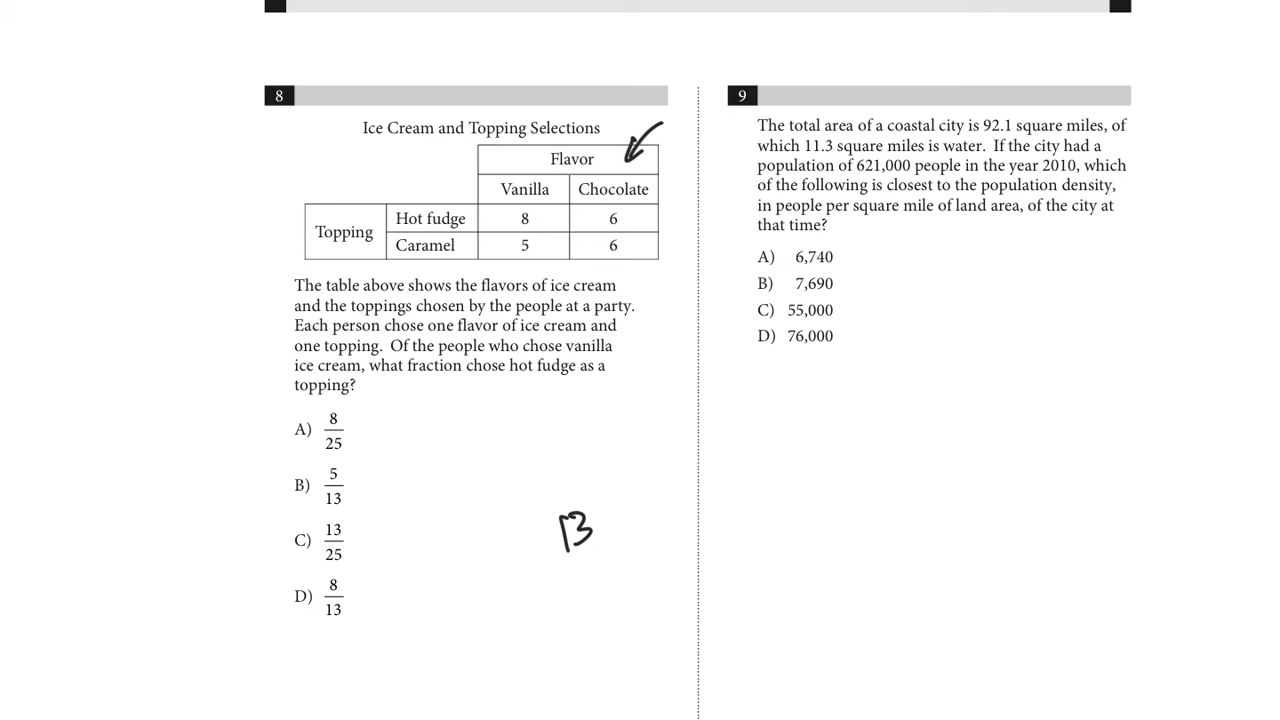 8
Ice Cream and Topping Selections
Flavor
Vanilla Chocolate
Topping Hot fudge 8 6
Caramel 5 6
The table above shows the flavors of ice cream
and the toppings chosen by the people at a party.
Each person chose one flavor of ice cream and
one topping. Of the people who chose vanilla
ice cream, what fraction chose hot fudge as a
topping?
A) 8/25
B) 5/13
C) 13/25
D) 8/13
13
9
The total area of a coastal city is 92.1 square miles, of
which 11.3 square miles is water. If the city had a
population of 621,000 people in the year 2010, which
of the following is closest to the population density,
in people per square mile of land area, of the city at
that time?
A) 6,740
B) 7,690
C) 55,000
D) 76,000